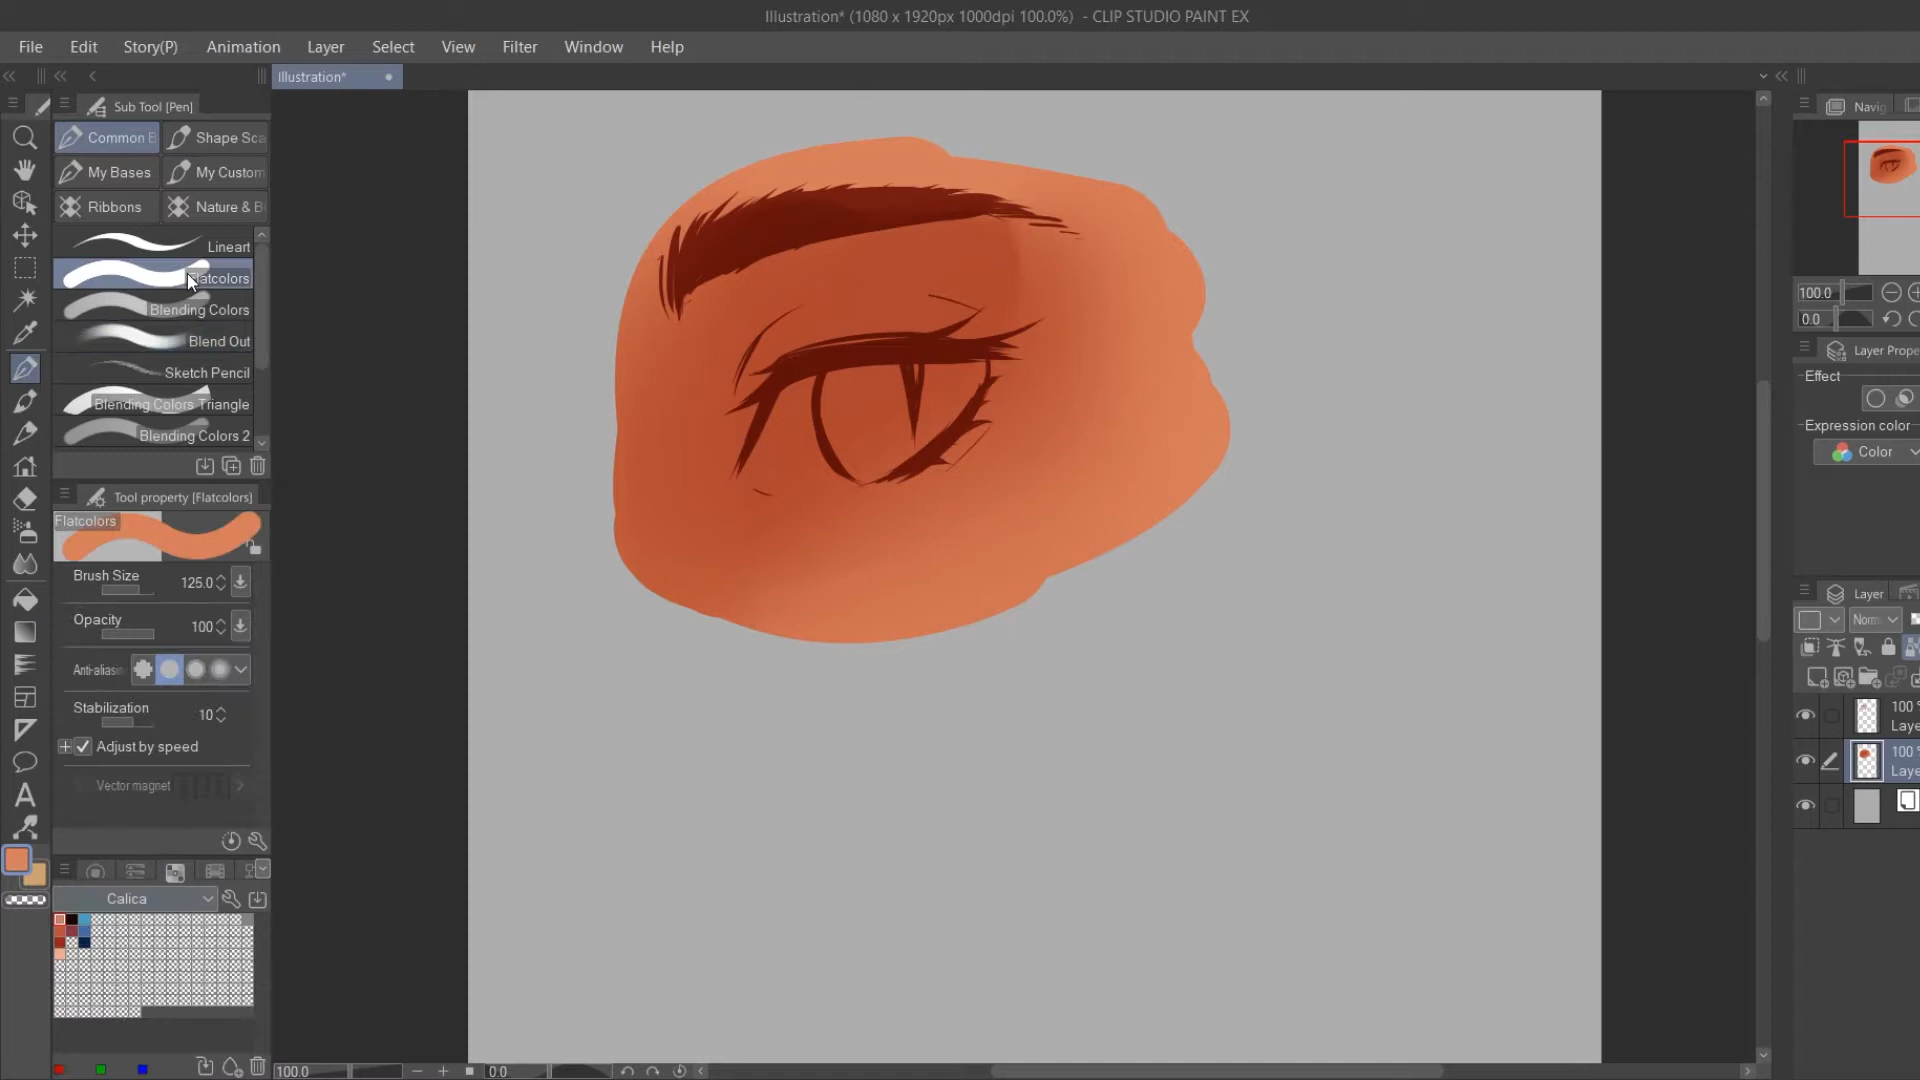 Illustration* (1080 x 1920px 1000dpi 100.0%) - CLIP STUDIO PAINT EX
File Edit Story(P) Animation Layer Select View Filter Window Help
Illustration*
Sub Tool [Pen]
Common B Shape Sca
My Bases My Custom
Ribbons Nature & B
Lineart
Flatcolors
Blending Colors
Blend Out
Sketch Pencil
Blending Colors Triangle
Blending Colors 2
Tool property [Flatcolors]
Flatcolors
Brush Size 125.0
Opacity 100
Anti-alias
Stabilization 10
Adjust by speed
Vector magnet
Calica
100.0 0.0
Navig
100.0
0.0
Layer Prope
Effect
Expression color
Color
Layer
Norm
100 %
Laye
100 %
Laye